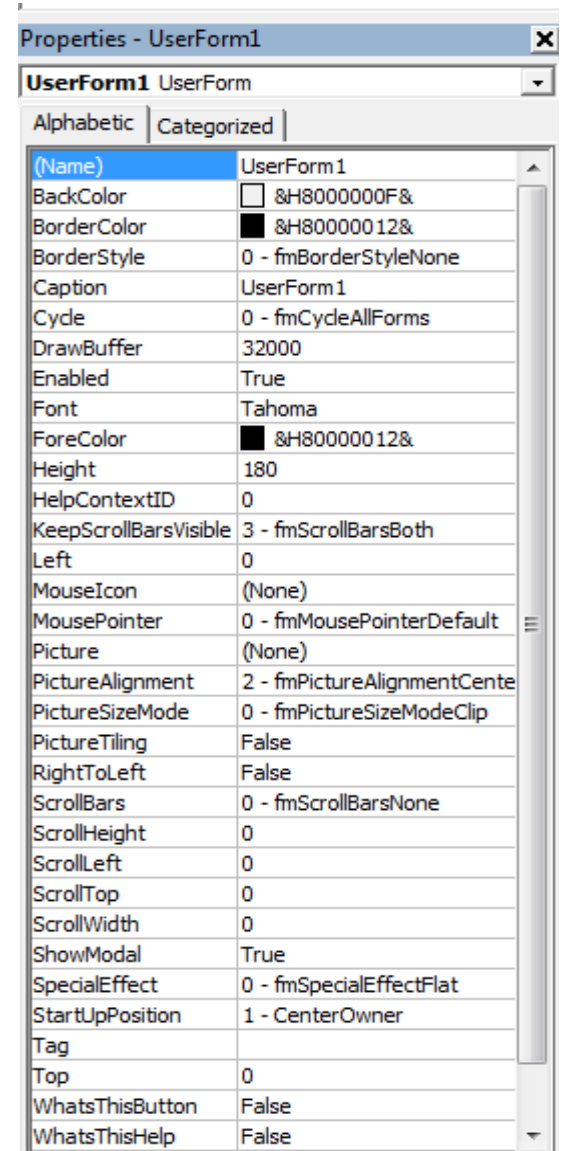 Properties - UserForm1
UserForm1 UserForm
Alphabetic Categorized
(Name) UserForm1
BackColor &H8000000F&
BorderColor &H80000012&
BorderStyle 0 - fmBorderStyleNone
Caption UserForm1
Cycle 0 - fmCycleAllForms
DrawBuffer 32000
Enabled True
Font Tahoma
ForeColor &H80000012&
Height 180
HelpContextID 0
KeepScrollBarsVisible 3 - fmScrollBarsBoth
Left 0
MouseIcon (None)
MousePointer 0 - fmMousePointerDefault
Picture (None)
PictureAlignment 2 - fmPictureAlignmentCente
PictureSizeMode 0 - fmPictureSizeModeClip
PictureTiling False
RightToLeft False
ScrollBars 0 - fmScrollBarsNone
ScrollHeight 0
ScrollLeft 0
ScrollTop 0
ScrollWidth 0
ShowModal True
SpecialEffect 0 - fmSpecialEffectFlat
StartUpPosition 1 - CenterOwner
Tag
Top 0
WhatsThisButton False
WhatsThisHelp False